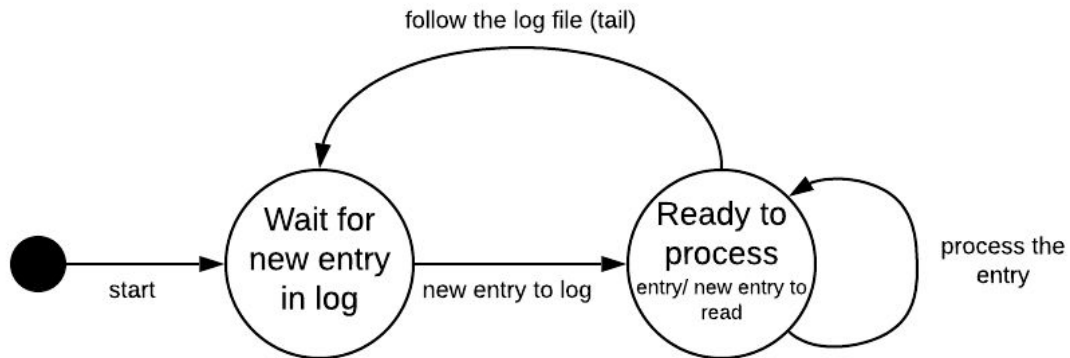 follow the log file (tail)
Wait for
new entry
in log
start
new entry to log
Ready to
process
entry/ new entry to
read
process the
entry